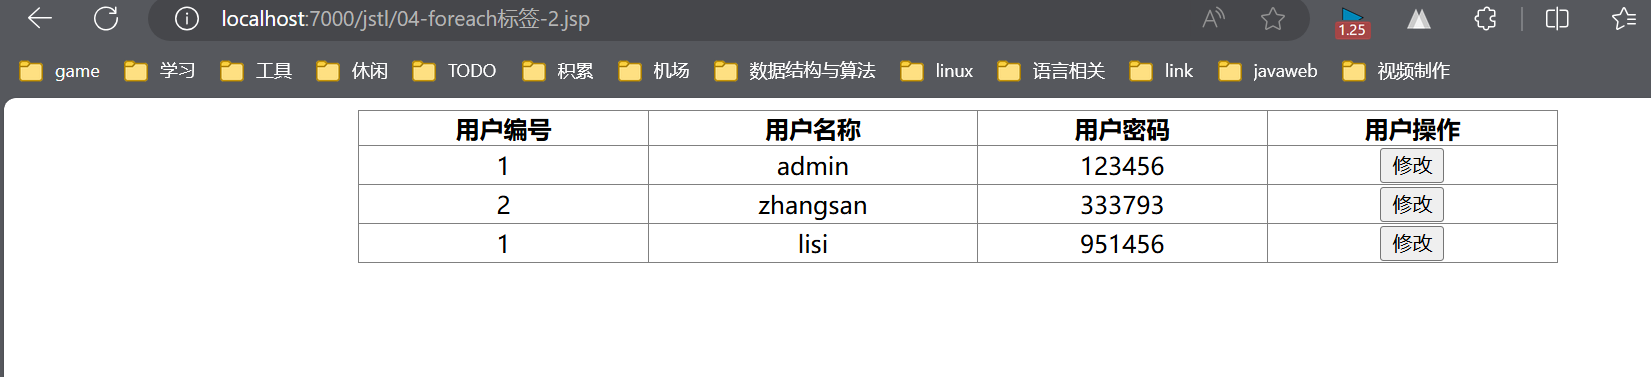 localhost:7000/jstl/04-foreach标签-2.jsp
1.25
game 学习 工具 休闲 TODO 积累 机场 数据结构与算法 linux 语言相关 link javaweb 视频制作
用户编号 用户名称 用户密码 用户操作
1 admin 123456 修改
2 zhangsan 333793 修改
1 lisi 951456 修改